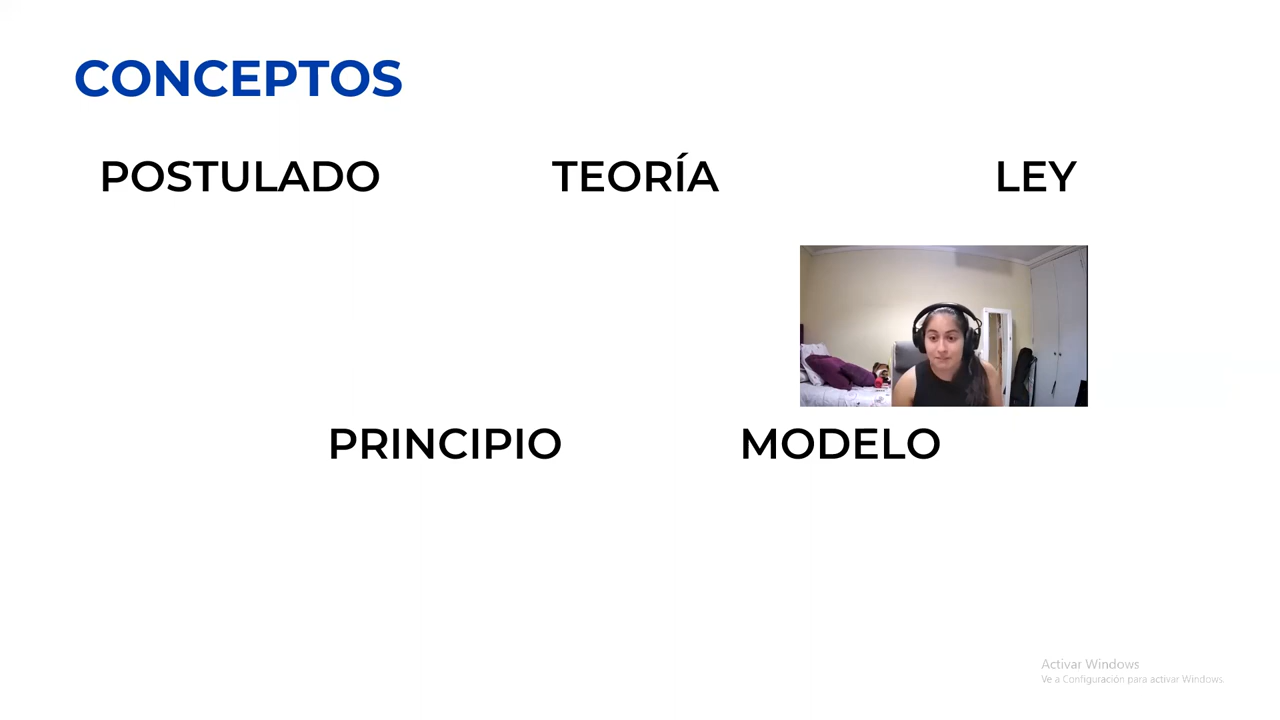 CONCEPTOS
POSTULADO
TEORÍA
LEY
PRINCIPIO
MODELO
Activar Windows
Ve a Configuración para activar Windows.